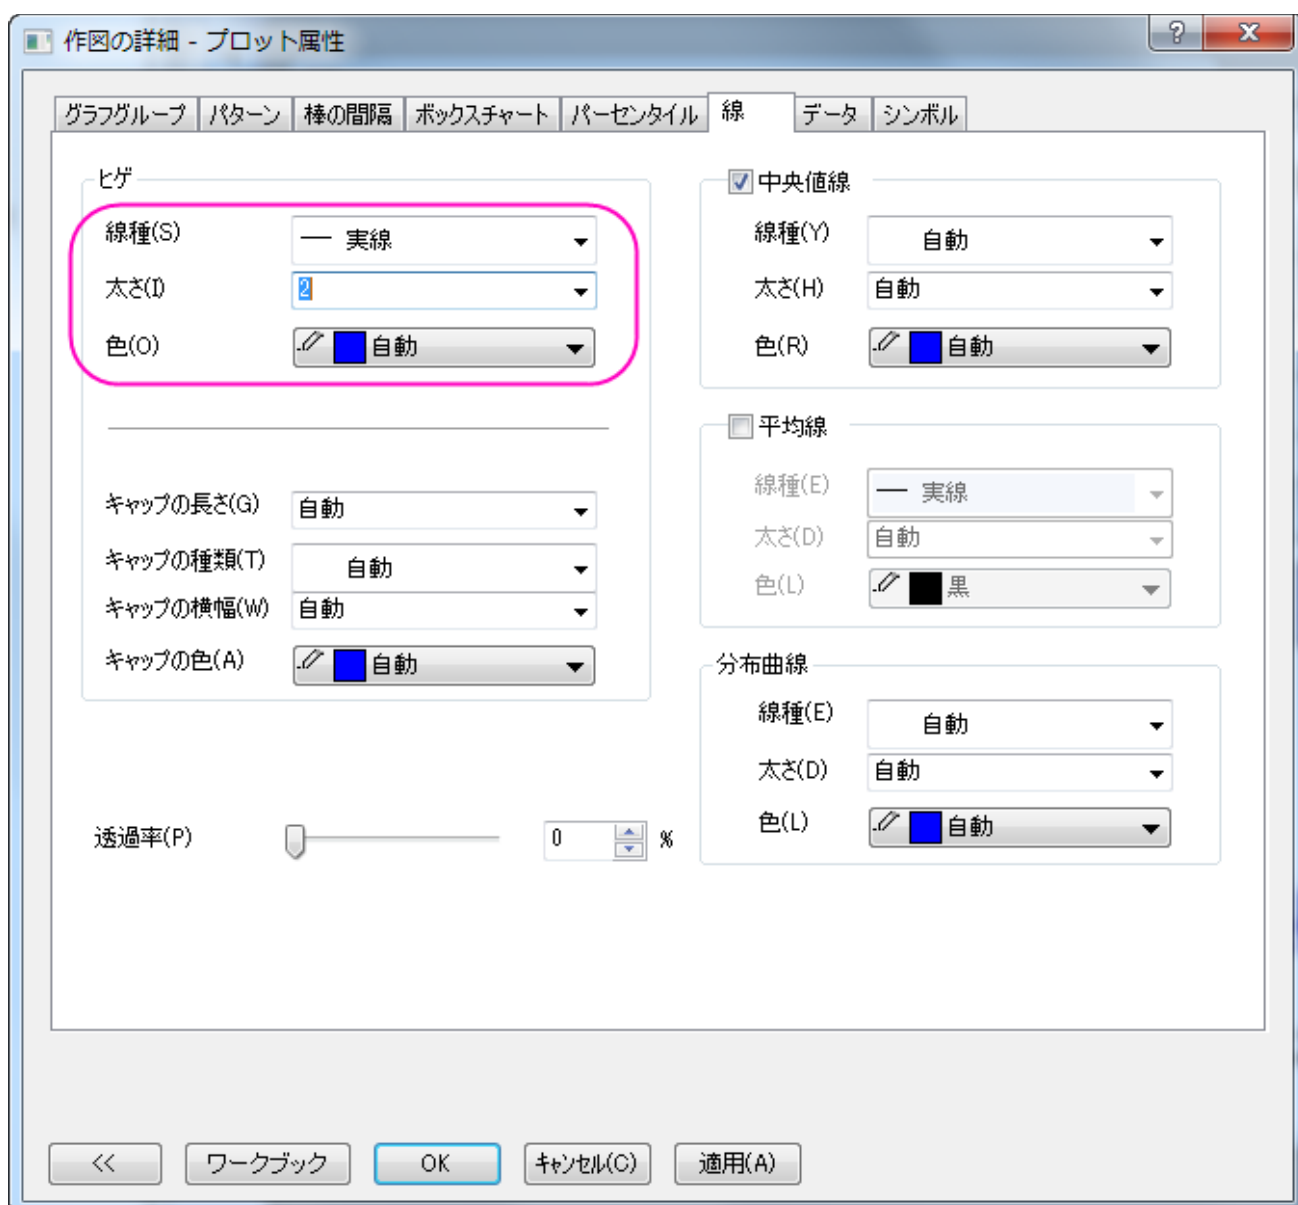 作図の詳細 - プロット属性
グラフグループ パターン 棒の間隔 ボックスチャート パーセンタイル 線 データ シンボル
ヒゲ
線種(S) 実線
太さ(I) 2
色(O) 自動
キャップの長さ(G) 自動
キャップの種類(T) 自動
キャップの横幅(W) 自動
キャップの色(A) 自動
透過率(P) 0 %
中央値線
線種(Y) 自動
太さ(H) 自動
色(R) 自動
平均線
線種(E) 実線
太さ(D) 自動
色(L) 黒
分布曲線
線種(E) 自動
太さ(D) 自動
色(L) 自動
<< ワークブック OK キャンセル(C) 適用(A)